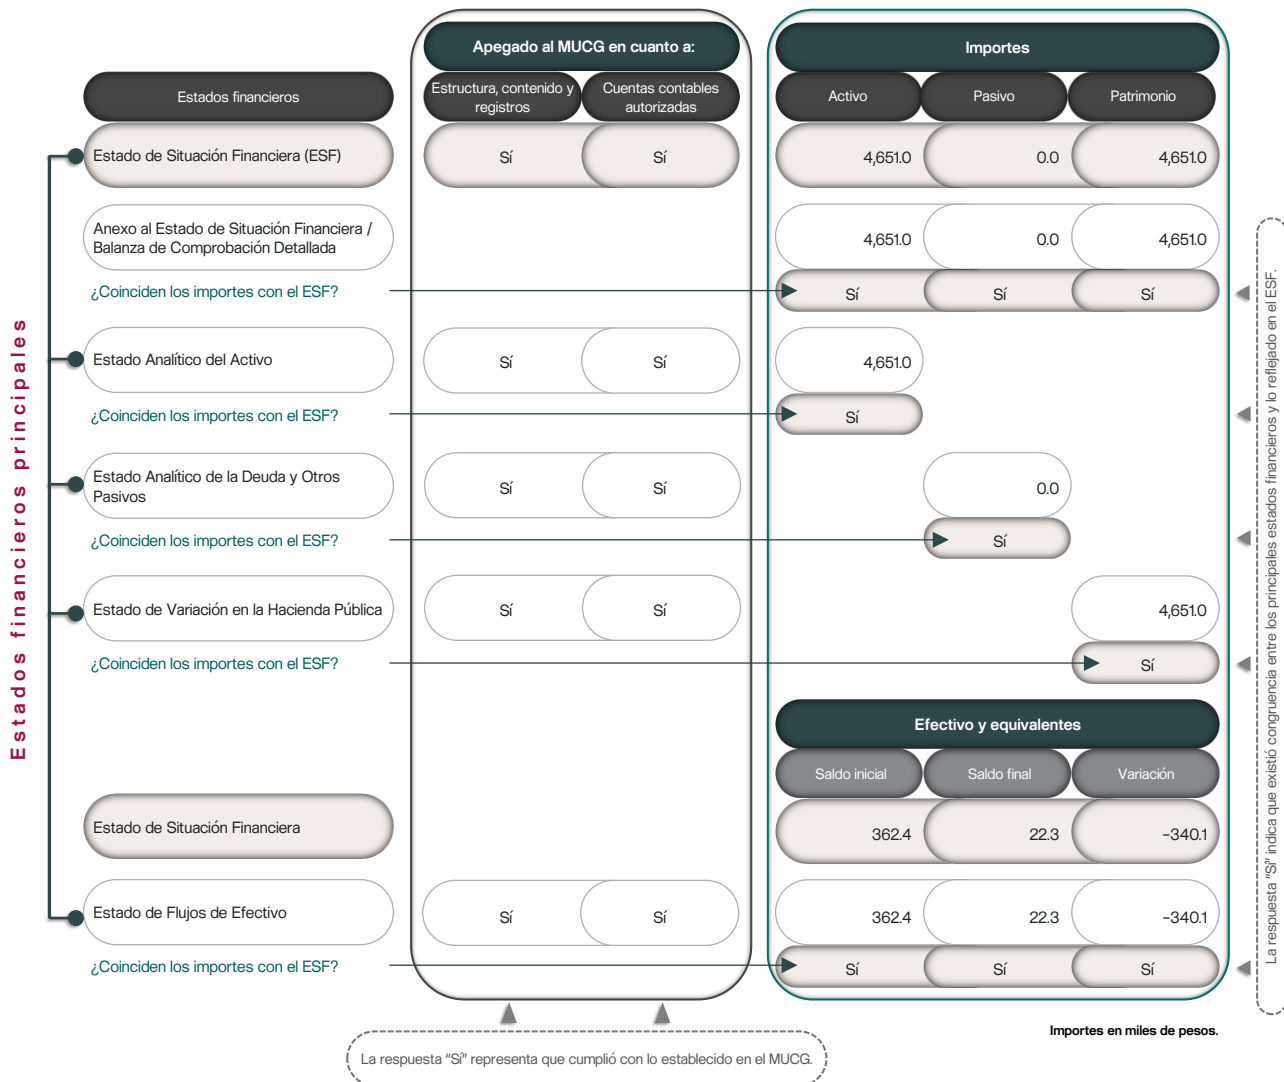 Apegado al MUCG en cuanto a:
Importes
Estados financieros
Estructura, contenido y
registros
Cuentas contables
autorizadas
Activo
Pasivo
Patrimonio
Estado de Situación Financiera (ESF)
Sí
Sí
4,651.0
0.0
4,651.0
Anexo al Estado de Situación Financiera /
Balanza de Comprobación Detallada
4,651.0
0.0
4,651.0
¿Coinciden los importes con el ESF?
Sí
Sí
Sí
Estado Analítico del Activo
Sí
Sí
4,651.0
¿Coinciden los importes con el ESF?
Sí
Estado Analítico de la Deuda y Otros
Pasivos
Sí
Sí
0.0
¿Coinciden los importes con el ESF?
Sí
Estado de Variación en la Hacienda Pública
Sí
Sí
4,651.0
¿Coinciden los importes con el ESF?
Sí
Efectivo y equivalentes
Saldo inicial
Saldo final
Variación
Estado de Situación Financiera
362.4
22.3
-340.1
Estado de Flujos de Efectivo
Sí
Sí
362.4
22.3
-340.1
¿Coinciden los importes con el ESF?
Sí
Sí
Sí
Estados financieros principales
La respuesta "Sí" indica que existió congruencia entre los principales estados financieros y lo reflejado en el ESF.
Importes en miles de pesos.
La respuesta "Sí" representa que cumplió con lo establecido en el MUCG.